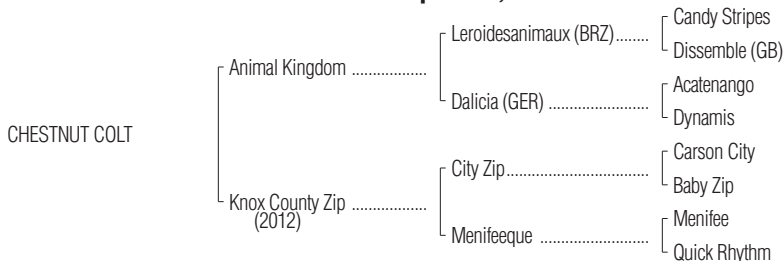 Candy Stripes
Leroidesanimaux (BRZ)........
Dissemble (GB)
Animal Kingdom ..................
Acatenango
Dalicia (GER) ........................
Dynamis
CHESTNUT COLT
Carson City
City Zip..................................
Baby Zip
Knox County Zip ..................
(2012)
Menifee
Menifeeque ..........................
Quick Rhythm